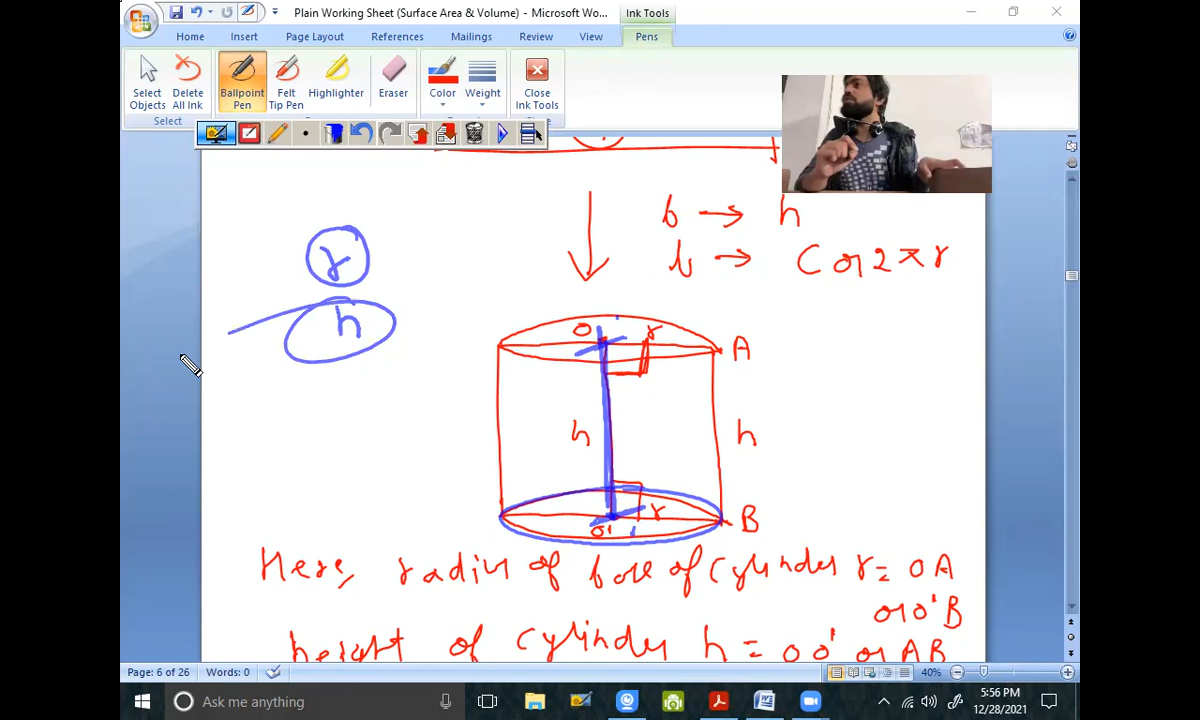 Plain Working Sheet (Surface Area & Volume) - Microsoft Wo...
Ink Tools
Home
Insert
Page Layout
References
Mailings
Review
View
Pens
Select Objects
Delete All Ink
Ballpoint Pen
Felt Tip Pen
Highlighter
Eraser
Color
Weight
Close Ink Tools
Select
b → h
→ C or 2πr
r
h
O r A
h h
O' r B
Here, radius of base of cylinder r = OA
or O'B
height of cylinder h = OO' or AB
Page: 6 of 26
Words: 0
40%
Ask me anything
5:56 PM
12/28/2021